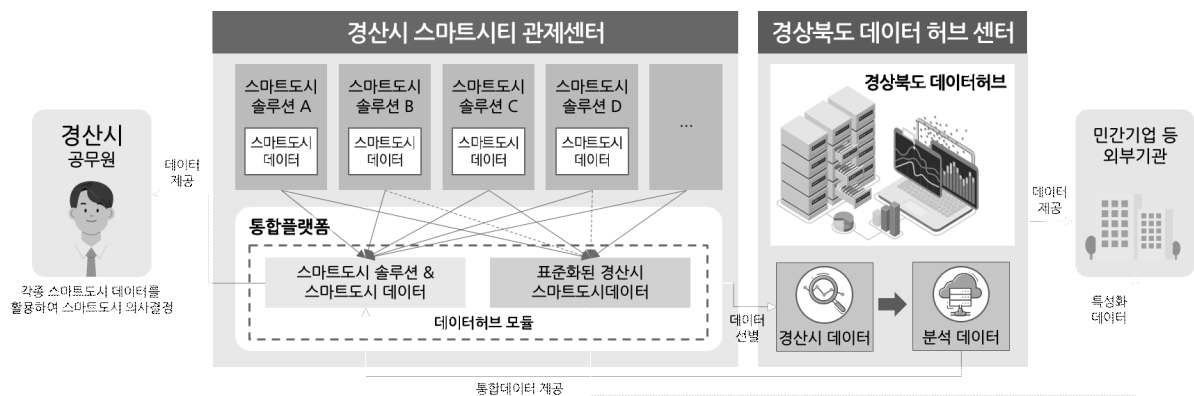 경산시 스마트시티 관제센터
경상북도 데이터 허브 센터
스마트도시
솔루션 A
스마트도시
데이터
스마트도시
솔루션 B
스마트도시
데이터
스마트도시
솔루션 C
스마트도시
데이터
스마트도시
솔루션 D
스마트도시
데이터
...
경상북도 데이터허브
경산시
공무원
데이터
제공
각종 스마트도시 데이터를
활용하여 스마트도시 의사결정
통합플랫폼
스마트도시 솔루션 &
스마트도시 데이터
표준화된 경산시
스마트도시데이터
데이터허브 모듈
데이터
선별
경산시 데이터
분석 데이터
데이터
제공
민간기업 등
외부기관
특성화
데이터
통합데이터 제공